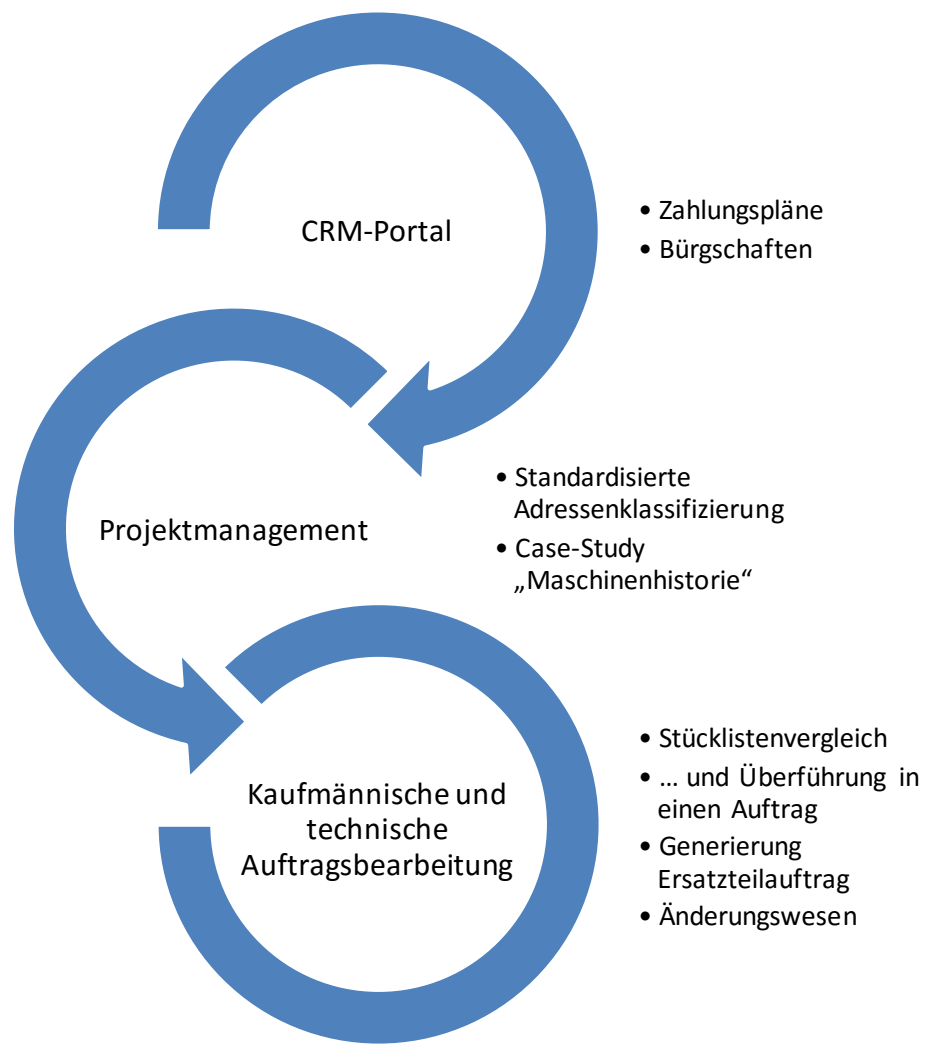 CRM-Portal
• Zahlungspläne
• Bürgschaften
Projektmanagement
• Standardisierte
Adressenklassifizierung
• Case-Study
„Maschinenhistorie“
Kaufmännische und
technische
Auftragsbearbeitung
• Stücklistenvergleich
• … und Überführung in
einen Auftrag
• Generierung
Ersatzteilauftrag
• Änderungswesen